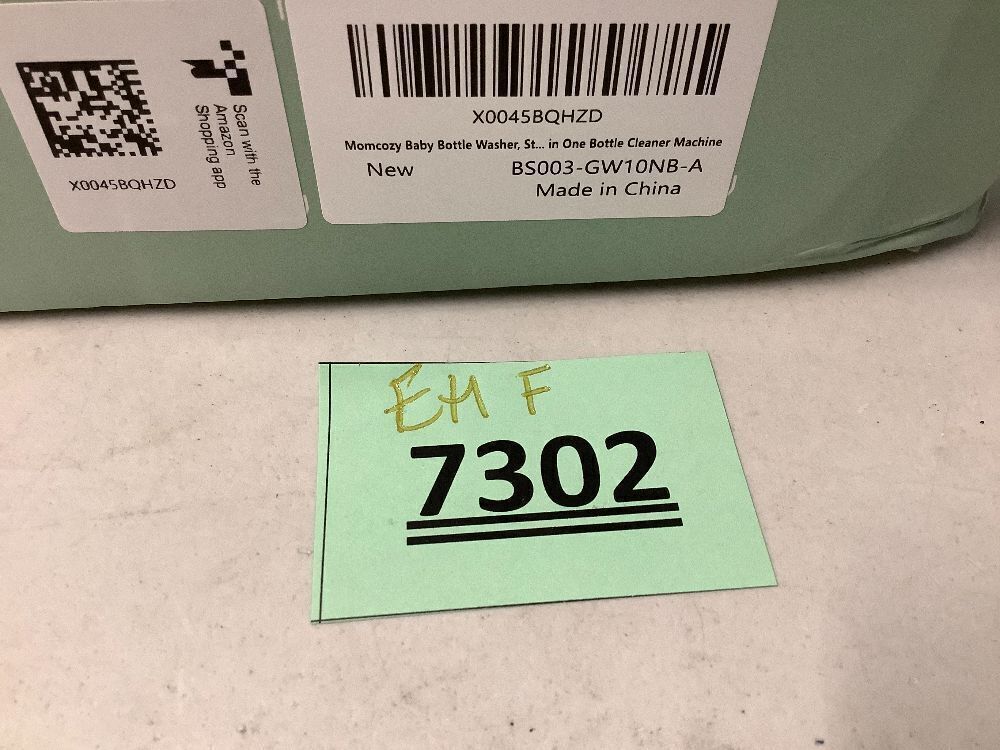 Scan with the
Amazon
Shopping app
X0045BQHZD
X0045BQHZD
Momcozy Baby Bottle Washer, St... in One Bottle Cleaner Machine
New
BS003-GW10NB-A
Made in China
EH F
7302